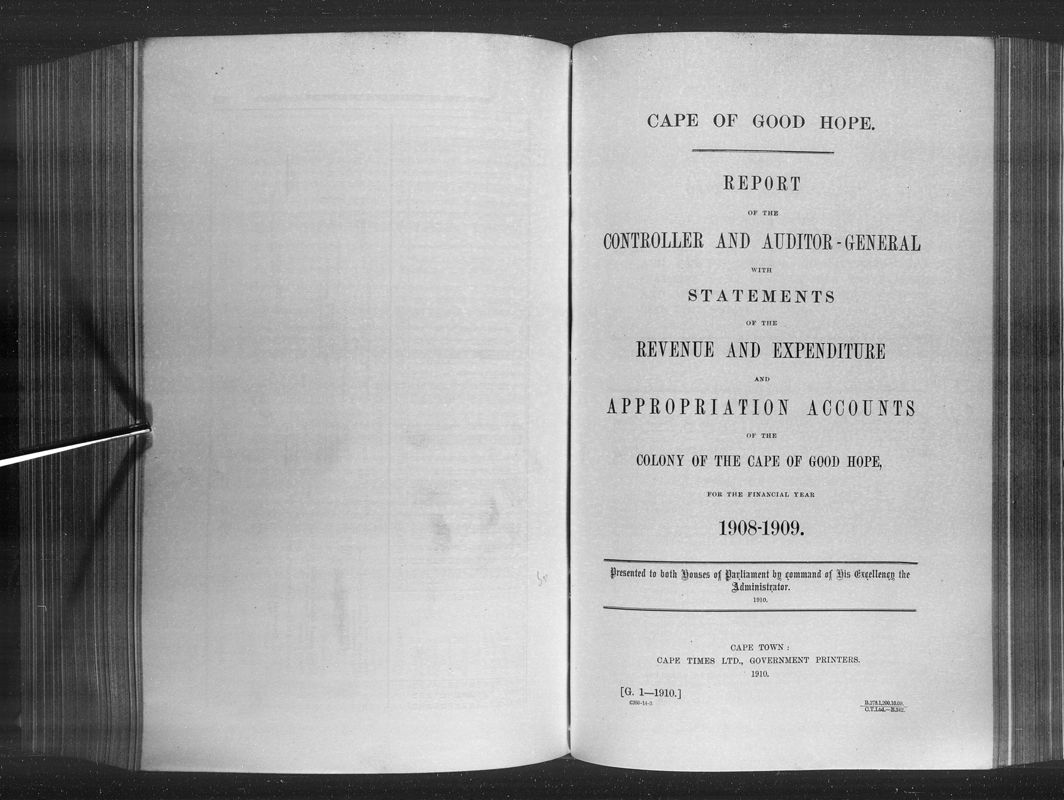 CAPE OF GOOD HOPE.
REPORT
OF THE
CONTROLLER AND AUDITOR-GENERAL
WITH
STATEMENTS
OF THE
REVENUE AND EXPENDITURE
AND
APPROPRIATION ACCOUNTS
OF THE
COLONY OF THE CAPE OF GOOD HOPE,
FOR THE FINANCIAL YEAR
1908-1909.
Presented to both Houses of Parliament by command of His Excellency the
Administrator.
1910.
CAPE TOWN:
CAPE TIMES LTD., GOVERNMENT PRINTERS.
1910.
[G. 1—1910.]